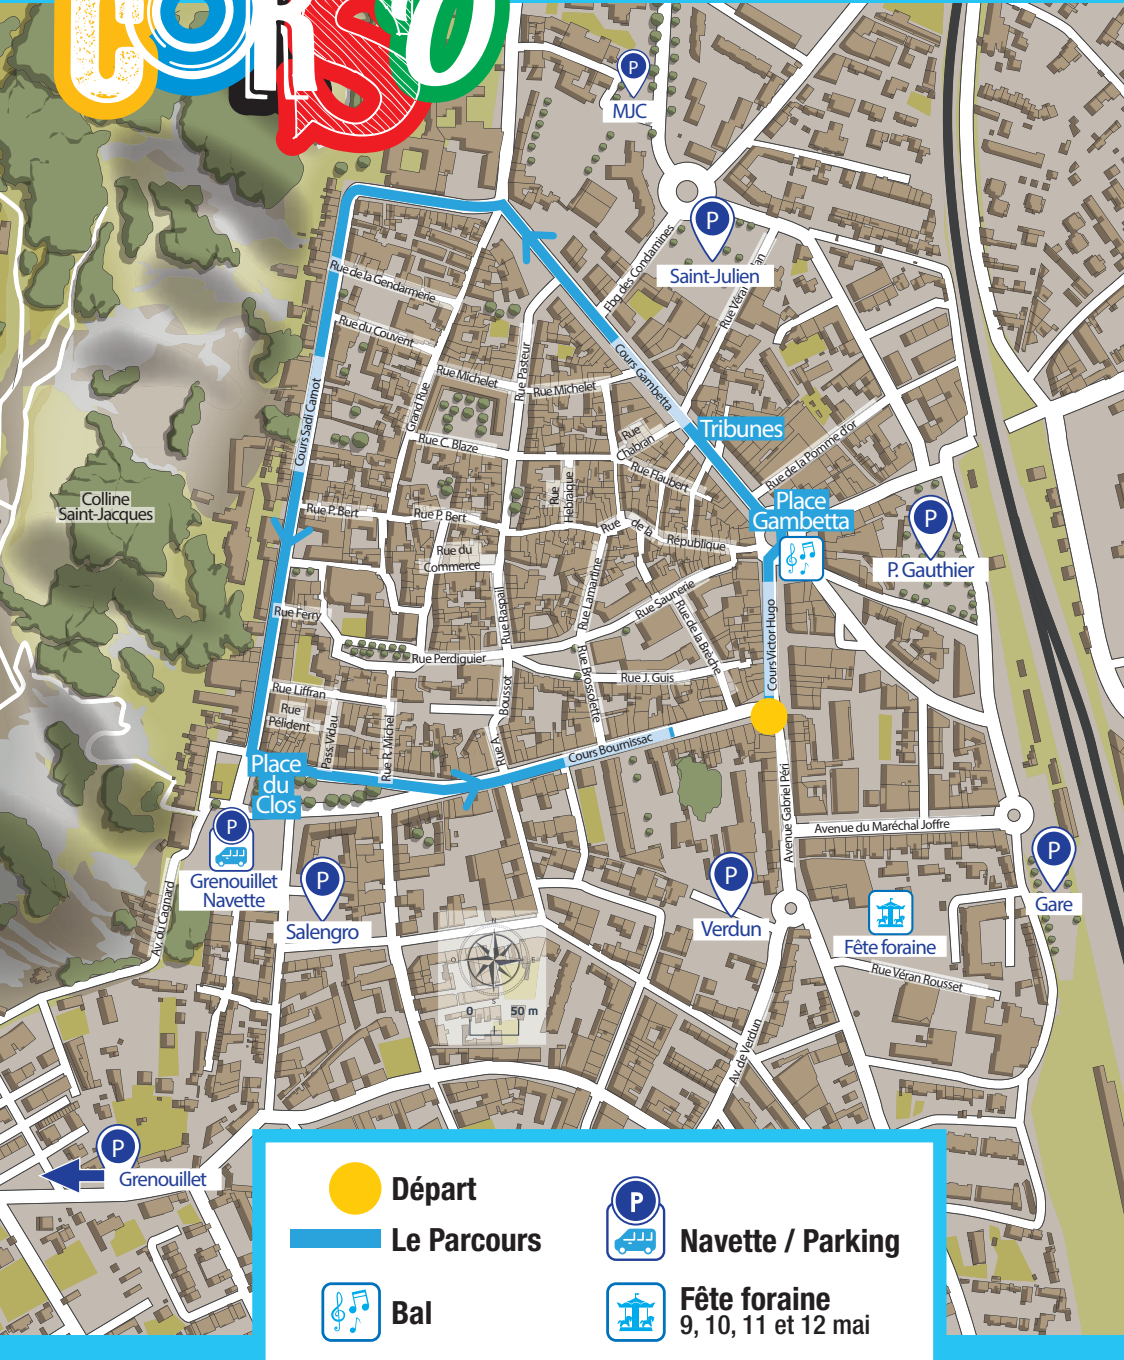 CORSO
P
MJC
P
Saint-Julien
Fbg des Condamines
Rue de la Gendarmerie
Rue du Couvent
Rue Michelet
Rue Pasteur
Rue Michelet
Cours Gambetta
Grand Rue
Cours Sadi Carnot
Rue C. Blaze
Rue
Chabran
Tribunes
Rue de la Pomme d'or
Rue Flaubert
Rue
Hébraïque
Colline
Saint-Jacques
Rue P. Bert
Rue P. Bert
Rue de la République
Place
Gambetta
P
P. Gauthier
Rue du
Commerce
Rue Raspail
Rue Lamartine
Rue Saunerie
Rue de la Brèche
Cours Victor Hugo
Rue Ferry
Rue Perdiguier
Rue J. Guis
Rue Brossolette
Rue Liffran
Rue
Pélident
Pass. Vidau
Rue R. Michel
Rue A. Boussot
Cours Bournissac
Place
du
Clos
Avenue Gabriel Péri
Avenue du Maréchal Joffre
P
Grenouillet
Navette
P
Salengro
Av. du Cagnard
P
Verdun
P
Gare
Fête foraine
Rue Véran Rousset
N
O
E
S
0 50 m
Av. de Verdun
P
Grenouillet
Départ
Le Parcours
P
Navette / Parking
Bal
Fête foraine
9, 10, 11 et 12 mai